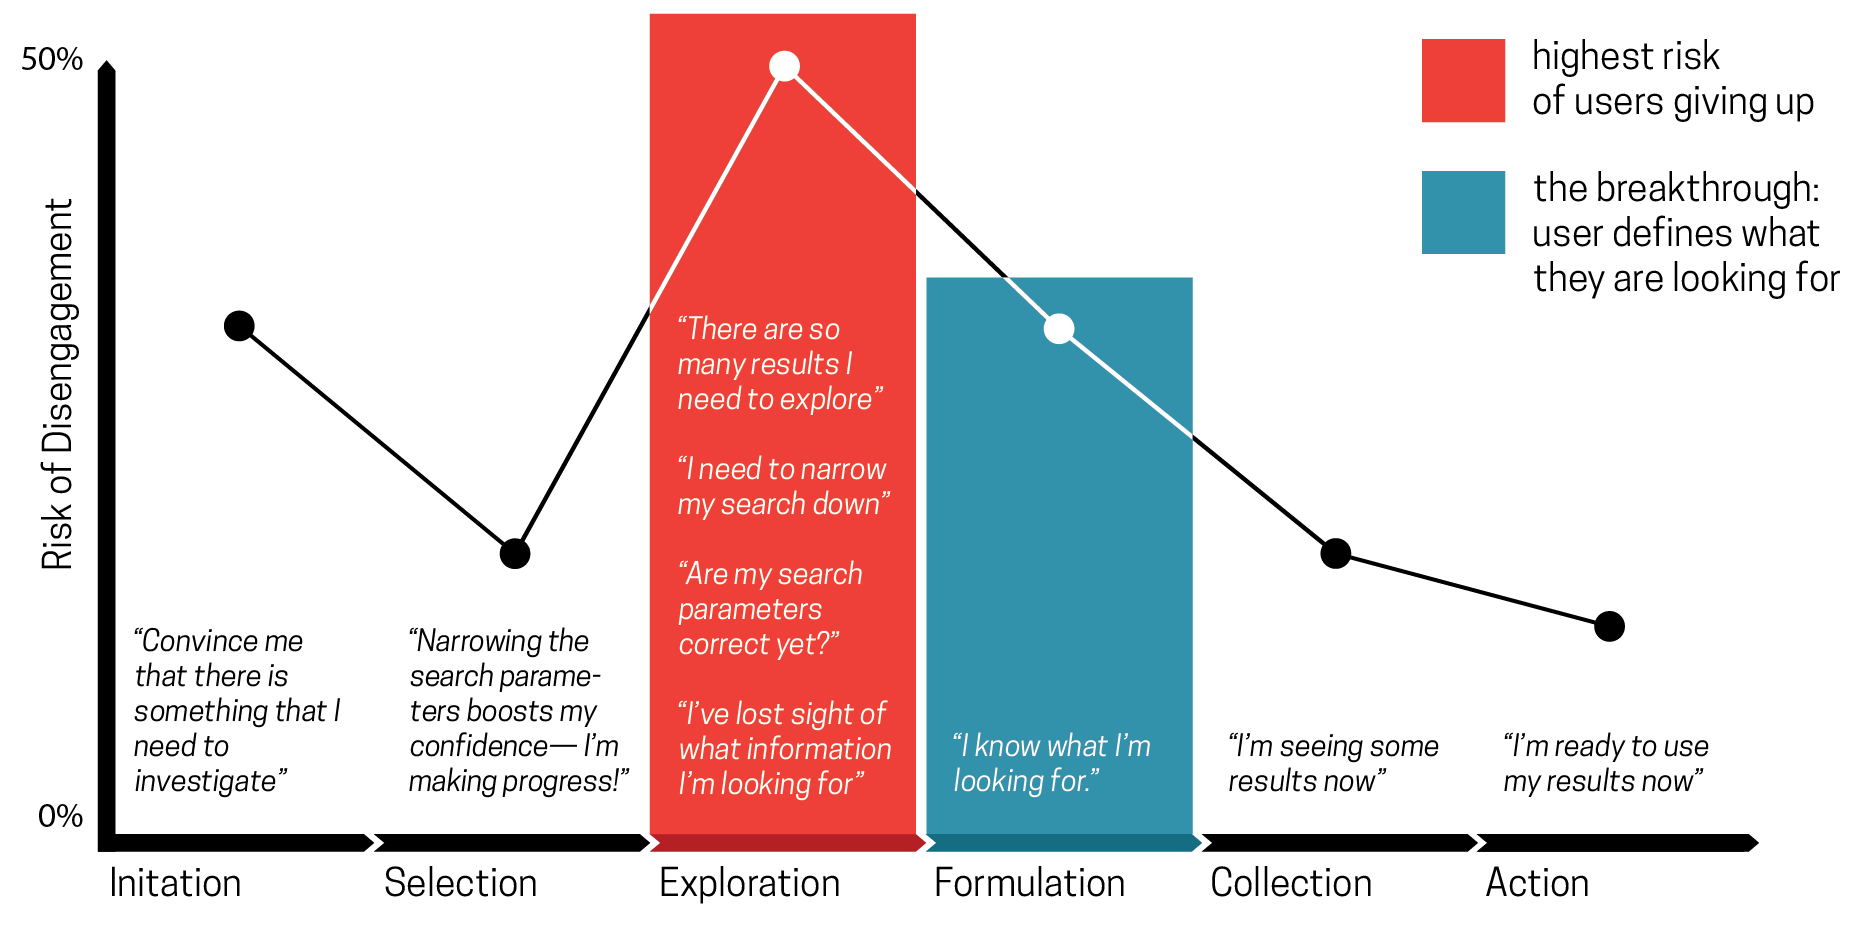 50%
highest risk
of users giving up
the breakthrough:
user defines what
they are looking for
Risk of Disengagement
“There are so
many results I
need to explore”
“I need to narrow
my search down”
“Are my search
parameters
correct yet?”
“I’ve lost sight of
what information
I’m looking for”
“Convince me
that there is
something that I
need to
investigate”
“Narrowing the
search parame-
ters boosts my
confidence— I’m
making progress!”
“I know what I’m
looking for.”
“I’m seeing some
results now”
“I’m ready to use
my results now”
0%
Initation
Selection
Exploration
Formulation
Collection
Action